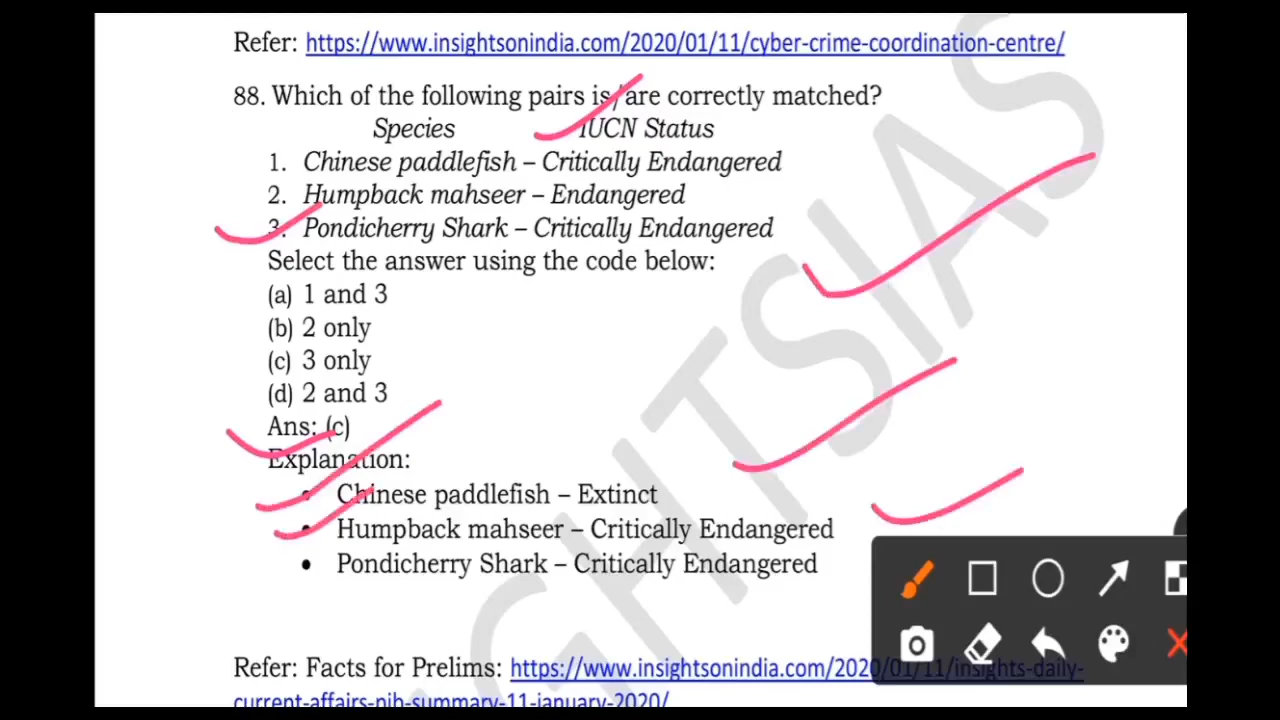 Refer: https://www.insightsonindia.com/2020/01/11/cyber-crime-coordination-centre/
88. Which of the following pairs is/are correctly matched?
Species IUCN Status
1. Chinese paddlefish – Critically Endangered
2. Humpback mahseer – Endangered
3. Pondicherry Shark – Critically Endangered
Select the answer using the code below:
(a) 1 and 3
(b) 2 only
(c) 3 only
(d) 2 and 3
Ans: (c)
Explanation:
• Chinese paddlefish – Extinct
• Humpback mahseer – Critically Endangered
• Pondicherry Shark – Critically Endangered
Refer: Facts for Prelims: https://www.insightsonindia.com/2020/01/11/insights-daily-
current-affairs-pib-summary-11-january-2020/
IGHTSIAS